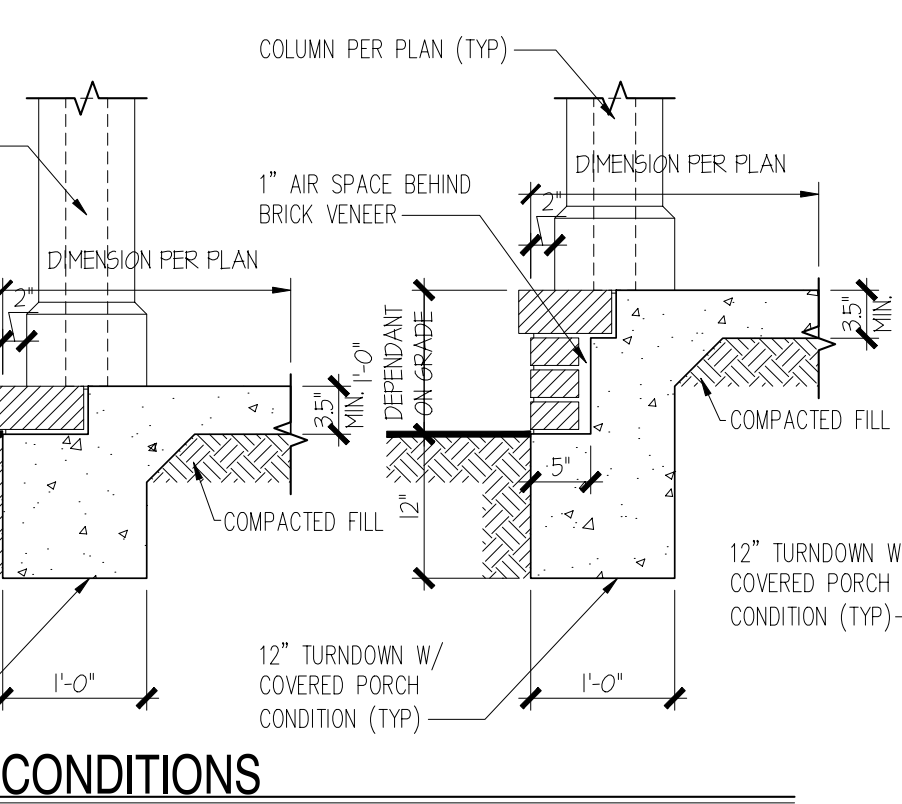 COLUMN PER PLAN (TYP)
DIMENSION PER PLAN
1" AIR SPACE BEHIND
BRICK VENEER
2"
DIMENSION PER PLAN
2"
3.5"
MIN.
1'-0"
DEPENDANT
ON GRADE
3.5"
MIN.
COMPACTED FILL
5"
12"
COMPACTED FILL
12" TURNDOWN W
COVERED PORCH
CONDITION (TYP)
12" TURNDOWN W/
COVERED PORCH
CONDITION (TYP)
1'-0"
1'-0"
CONDITIONS